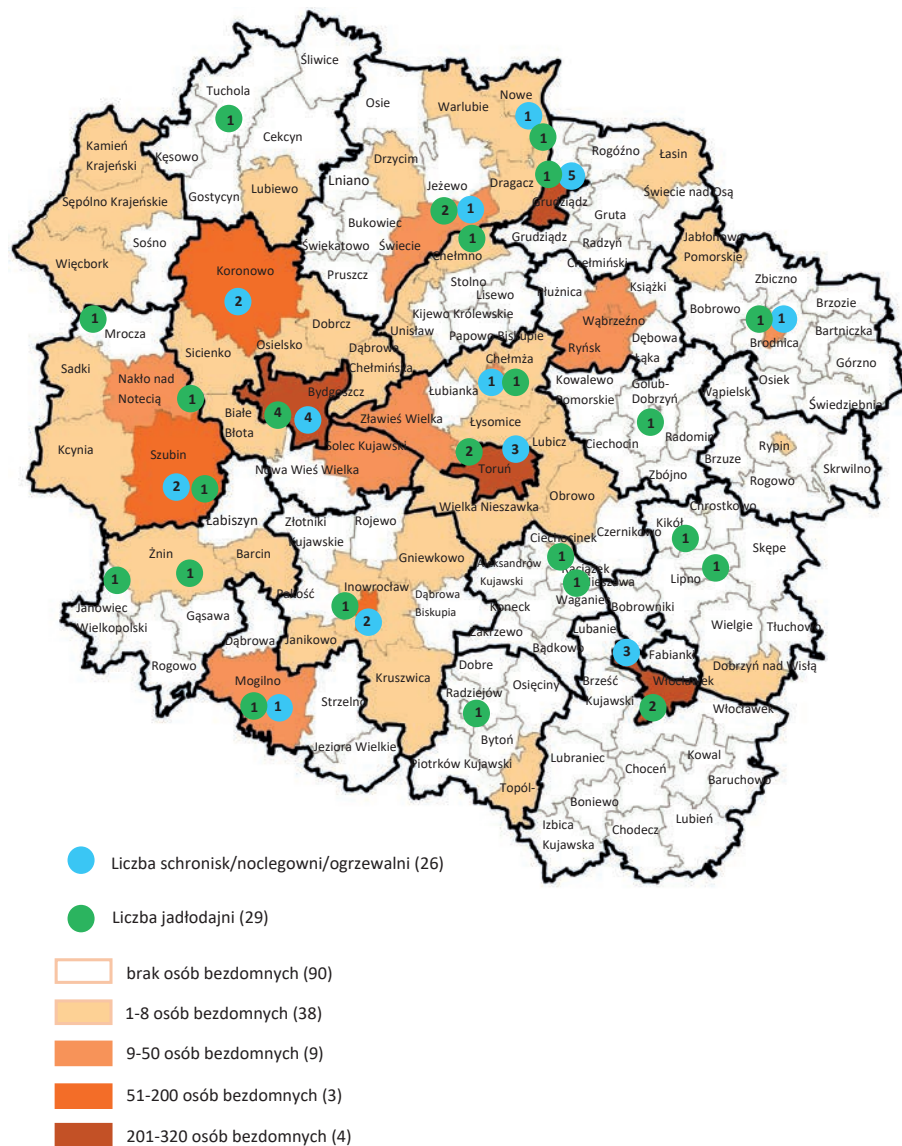 Śliwice
Tuchola
1
Cekcyn
Kęsowo
Gostycyn
Lubiewo
Kamień
Krajeński
Sępólno Krajeńskie
Sośno
Więcbork
Osie
Warlubie
Nowe
1
1
Drzycim
Lniano
Jeżewo
Dragacz
2
1
Bukowiec
Świekatowo
Świecie
Pruszcz
Rogóźno
Łasin
1
5
Grudziądz
Świecie nad Osą
Gruta
Grudziądz
Radzyń
Chełmiński
Jabłonowo
Pomorskie
Zbiczno
Bobrowo
1
1
Brodnica
Brzozie
Bartniczka
Górzno
Osiek
Świedziebnia
Książki
Płużnica
Wąbrzeźno
Ryńsk
Dębowa
Łąka
1
Chełmno
Stolno
Lisewo
Kijewo Królewskie
Unisław
Papowo Biskupie
Koronowo
2
Dobrcz
Osielsko
Sicienko
Dąbrowa
Chełmińska
1
Mrocza
Sadki
Nakło nad
Notecią
1
Kcynia
Szubin
2
1
Białe
Błota
Bydgoszcz
4
4
Solec Kujawski
Nowa Wieś Wielka
Chełmża
1
1
Łubianka
Zławieś Wielka
Łysomice
Lubicz
2
3
Toruń
Obrowo
Wielka Nieszawka
Czernikowo
Kowalewo
Pomorskie
Golub-
Dobrzyń
1
Ciechocin
Radomin
Zbójno
Wąpielsk
Brzuze
Rypin
Rogowo
Skrwilno
Łabiszyn
Żnin
1
1
Barcin
Janowiec
Wielkopolski
Gąsawa
Rogowo
Złotniki
Kujawskie
Rojewo
Gniewkowo
Inowrocław
1
2
Pakość
Dąbrowa
Biskupia
Janikowo
Kruszwica
Dąbrowa
Mogilno
1
1
Strzelno
Jeziora Wielkie
Ciechocinek
1
Aleksandrów
Kujawski
Raciążek
1
Waganiec
Koneck
Zakrzewo
Bądkowo
Chrostkowo
Kikół
1
Skępe
Lipno
1
Bobrowniki
Wielgie
Tłuchowo
Dobrzyń nad Wisłą
Dobre
Osięciny
Radziejów
1
Bytoń
Piotrków Kujawski
Topól-
Lubanie
3
Fabianki
Włocławek
2
Brześć
Kujawski
Włocławek
Lubraniec
Kowal
Choceń
Baruchowo
Boniewo
Izbica
Kujawska
Chodecz
Lubień
Liczba schronisk/noclegowni/ogrzewalni (26)
Liczba jadłodajni (29)
brak osób bezdomnych (90)
1-8 osób bezdomnych (38)
9-50 osób bezdomnych (9)
51-200 osób bezdomnych (3)
201-320 osób bezdomnych (4)